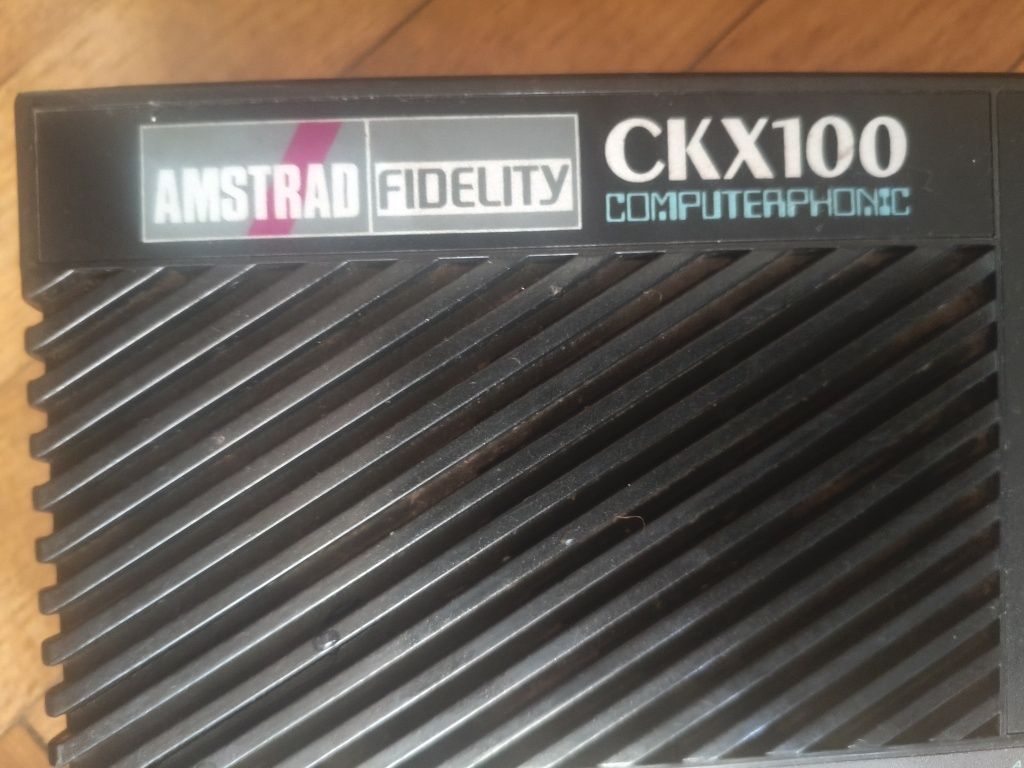 AMSTRAD FIDELITY CKX100
COMPUTERPHONIC